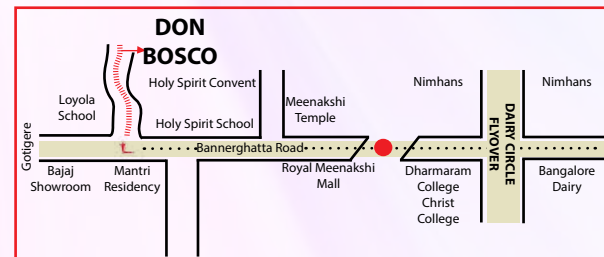 DON
BOSCO
Holy Spirit Convent
Nimhans
Nimhans
Loyola
School
Meenakshi
Temple
Holy Spirit School
DAIRY CIRCLE
FLYOVER
Gotigere
Bannerghatta Road
Bajaj
Showroom
Mantri
Residency
Royal Meenakshi
Mall
Dharmaram
College
Christ
College
Bangalore
Dairy